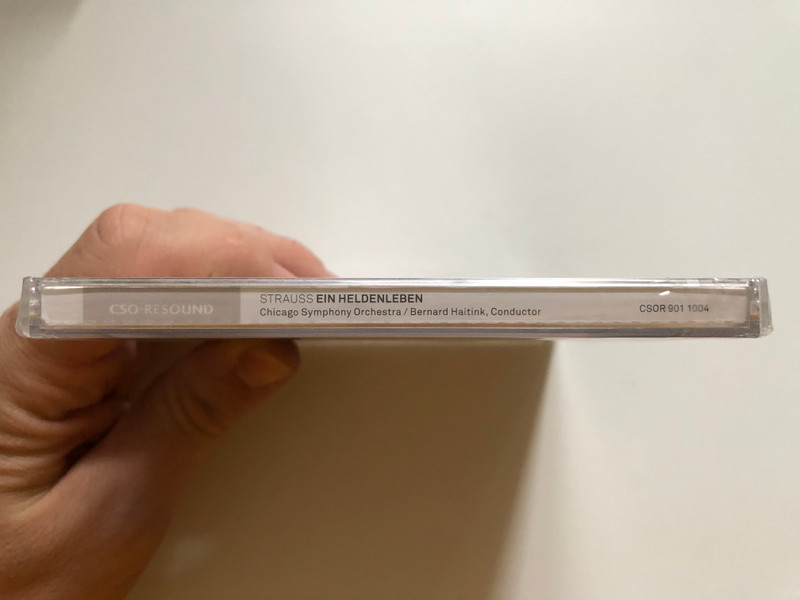 CSO-RESOUND
STRAUSS EIN HELDENLEBEN
Chicago Symphony Orchestra / Bernard Haitink, Conductor
CSOR 901 1004